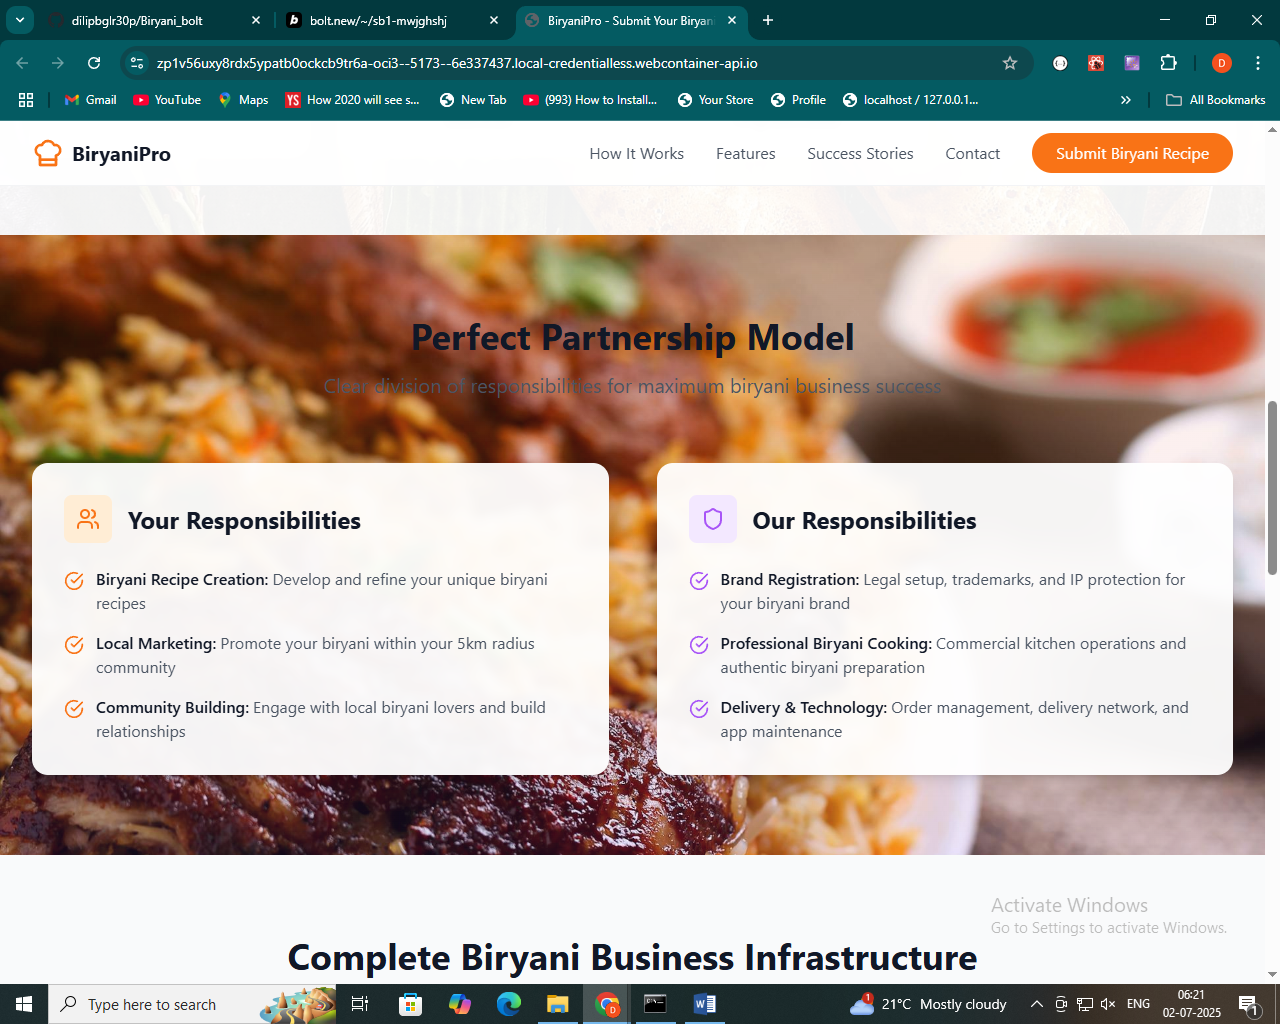 dilipbglr30p/Biryani_bolt
bolt.new/~/sb1-mwjghshj
BiryaniPro - Submit Your Biryan
zp1v56uxy8rdx5ypatb0ockcb9tr6a-oci3--5173--6e337437.local-credentialless.webcontainer-api.io
D
Gmail
YouTube
Maps
How 2020 will see s...
New Tab
(993) How to Install...
Your Store
Profile
localhost / 127.0.0.1...
All Bookmarks
BiryaniPro
How It Works
Features
Success Stories
Contact
Submit Biryani Recipe
Perfect Partnership Model
Clear division of responsibilities for maximum biryani business success
Your Responsibilities
Biryani Recipe Creation: Develop and refine your unique biryani
recipes
Local Marketing: Promote your biryani within your 5km radius
community
Community Building: Engage with local biryani lovers and build
relationships
Our Responsibilities
Brand Registration: Legal setup, trademarks, and IP protection for
your biryani brand
Professional Biryani Cooking: Commercial kitchen operations and
authentic biryani preparation
Delivery & Technology: Order management, delivery network, and
app maintenance
Complete Biryani Business Infrastructure
Activate Windows
Go to Settings to activate Windows.
Type here to search
1
21°C Mostly cloudy
ENG
06:21
02-07-2025
1